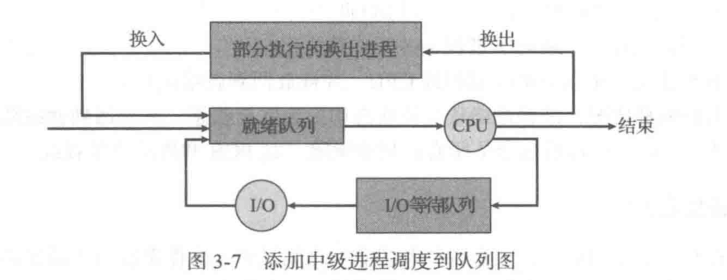 换入
部分执行的换出进程
换出
就绪队列
CPU
结束
I/O
I/O等待队列
图 3-7 添加中级进程调度到队列图